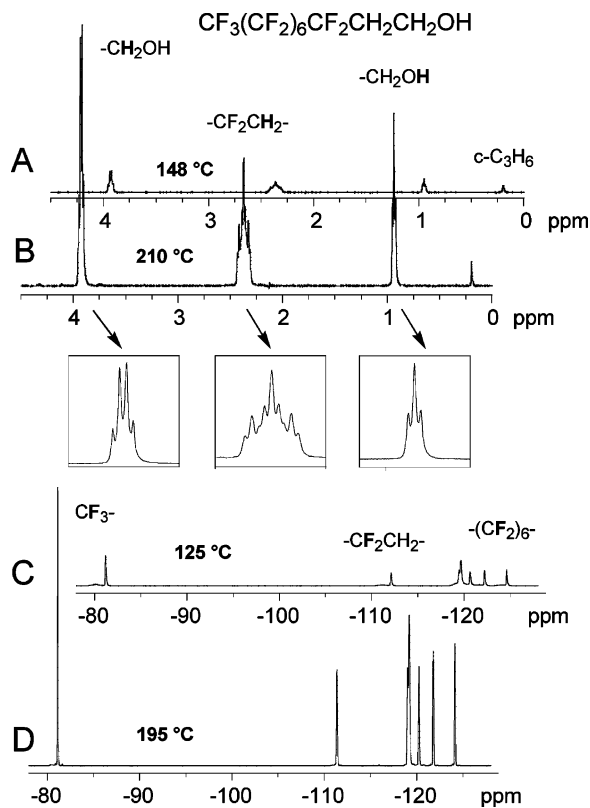 CF3(CF2)6CF2CH2CH2OH
-CH2OH
-CH2OH
-CF2CH2-
c-C3H6
A
148 °C
4 3 2 1 0 ppm
B
210 °C
4 3 2 1 0 ppm
CF3-
-CF2CH2-
-(CF2)6-
125 °C
C
-80 -90 -100 -110 -120 ppm
195 °C
D
-80 -90 -100 -110 -120 ppm